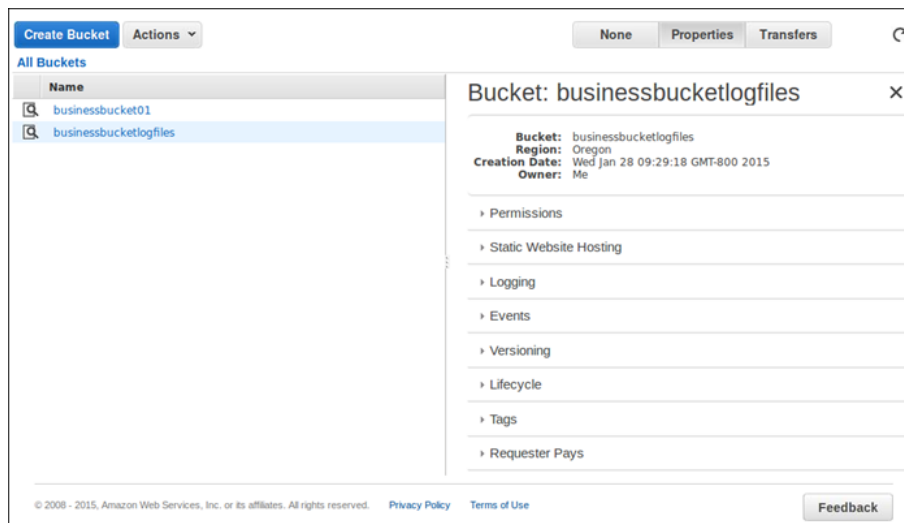 Create Bucket Actions None Properties Transfers
All Buckets
Name
businessbucket01
businessbucketlogfiles
Bucket: businessbucketlogfiles
Bucket: businessbucketlogfiles
Region: Oregon
Creation Date: Wed Jan 28 09:29:18 GMT-800 2015
Owner: Me
Permissions
Static Website Hosting
Logging
Events
Versioning
Lifecycle
Tags
Requester Pays
© 2008 - 2015, Amazon Web Services, Inc. or its affiliates. All rights reserved. Privacy Policy Terms of Use Feedback